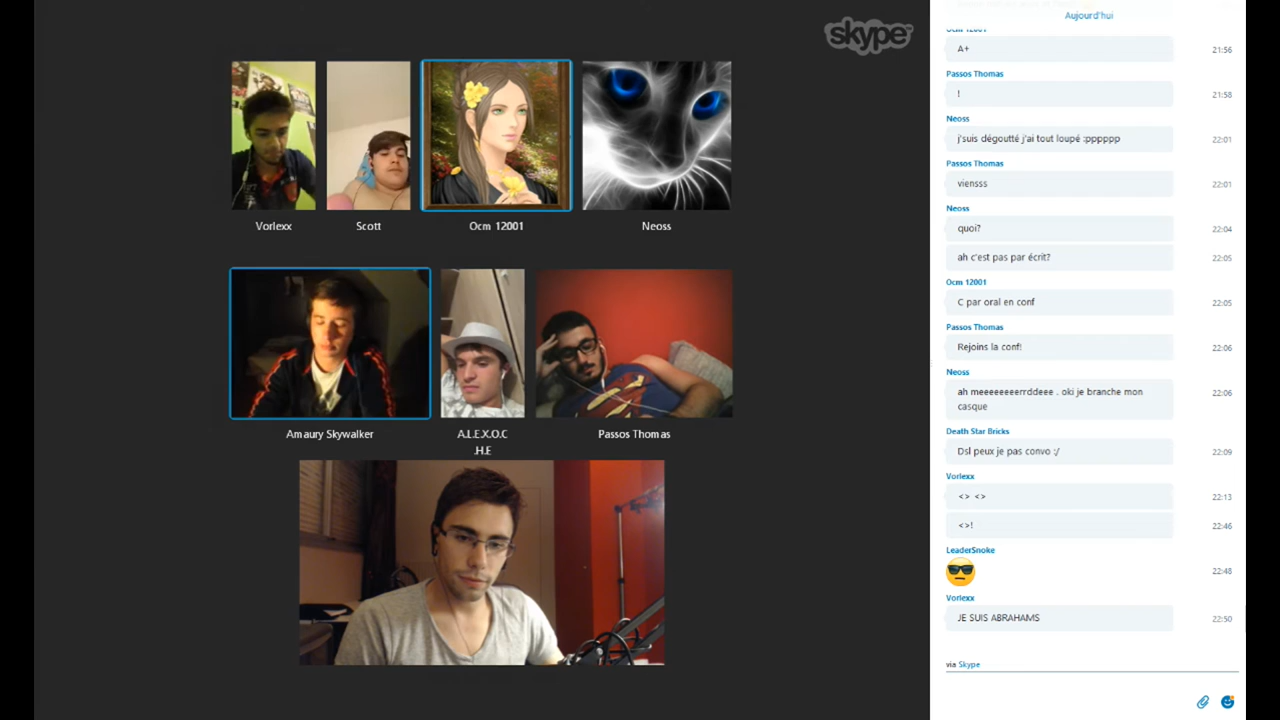 skype
Vorlexx
Scott
Ocm 12001
Neoss
Amaury Skywalker
A.L.E.X.O.C
.H.E
Passos Thomas
Aujourd'hui
Ocm 12001
A+
21:56
Passos Thomas
!
21:58
Neoss
j'suis dégoutté j'ai tout loupé :pppppp
22:01
Passos Thomas
viensss
22:01
Neoss
quoi?
22:04
ah c'est pas par écrit?
22:05
Ocm 12001
C par oral en conf
22:05
Passos Thomas
Rejoins la conf!
22:06
Neoss
ah meeeeeeeerrdddeee . oki je branche mon
casque
22:06
Death Star Bricks
Dsl peux je pas convo :/
22:09
Vorlexx
<> <>
22:13
<>!
22:46
LeaderSnoke
22:48
Vorlexx
JE SUIS ABRAHAMS
22:50
via Skype